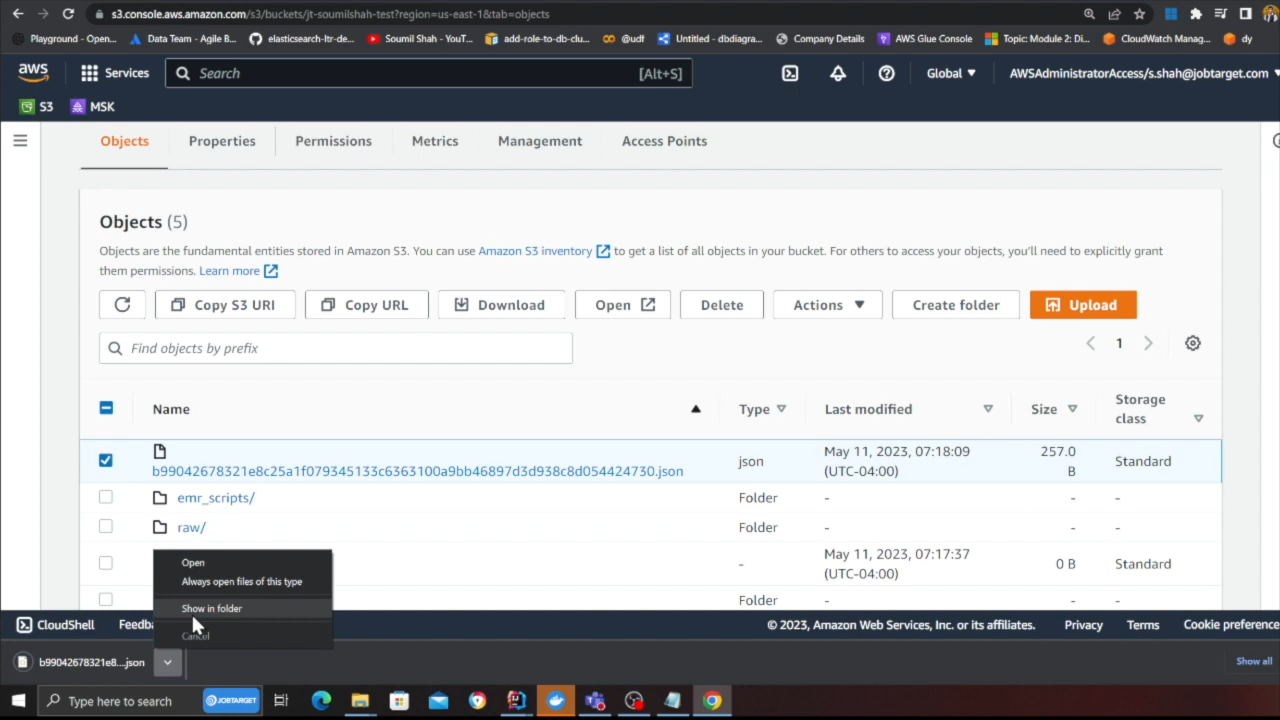 s3.console.aws.amazon.com/s3/buckets/jt-soumilshah-test?region=us-east-1&tab=objects
Playground - Open... Data Team - Agile B... elasticsearch-ltr-de... Soumil Shah - YouT... add-role-to-db-clu... @udf Untitled - dbdiagra... Company Details AWS Glue Console Topic: Module 2: Di... CloudWatch Manag... dy
aws Services Search [Alt+S] Global AWSAdministratorAccess/s.shah@jobtarget.com
S3 MSK
Objects Properties Permissions Metrics Management Access Points
Objects (5)
Objects are the fundamental entities stored in Amazon S3. You can use Amazon S3 inventory to get a list of all objects in your bucket. For others to access your objects, you'll need to explicitly grant
them permissions. Learn more
Copy S3 URI Copy URL Download Open Delete Actions Create folder Upload
Find objects by prefix
1
Name Type Last modified Size Storage class
b99042678321e8c25a1f079345133c6363100a9bb46897d3d938c8d054424730.json json May 11, 2023, 07:18:09 (UTC-04:00) 257.0 B Standard
emr_scripts/ Folder - - -
raw/ Folder - - -
- May 11, 2023, 07:17:37 (UTC-04:00) 0 B Standard
Folder - - -
Open
Always open files of this type
Show in folder
Cancel
CloudShell Feedba © 2023, Amazon Web Services, Inc. or its affiliates. Privacy Terms Cookie preference
b99042678321e8....json Show all
Type here to search JOBTARGET